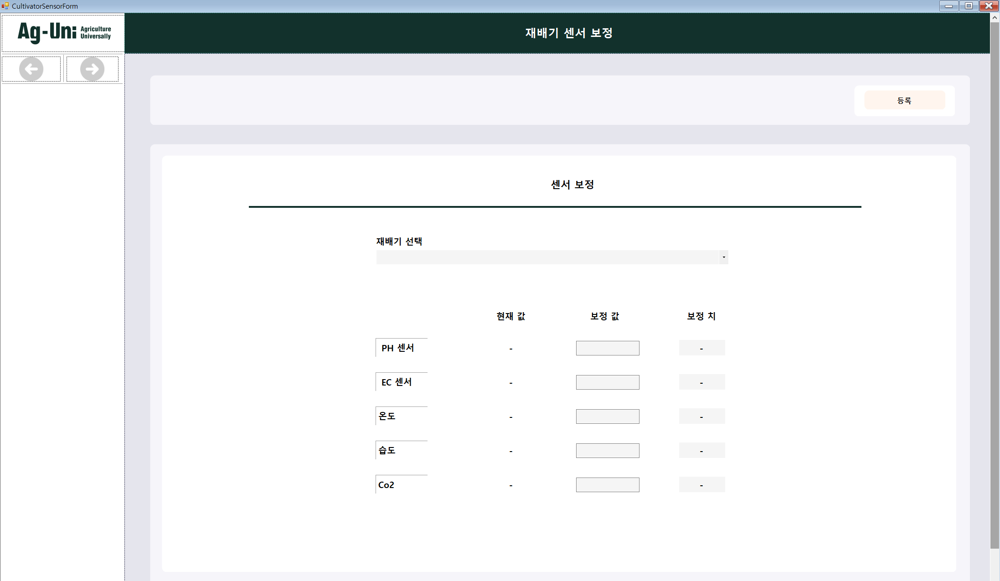 CultivatorSensorForm
Ag-Uni Agriculture Universally
재배기 센서 보정
등록
센서 보정
재배기 선택
현재 값 보정 값 보정 치
PH 센서 - -
EC 센서 - -
온도 - -
습도 - -
Co2 - -